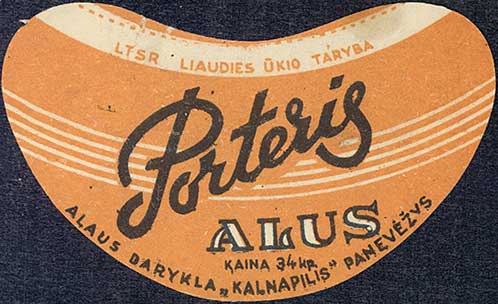 LTSR LIAUDIES ŪKIO TARYBA
Porteris
ALUS
KAINA 34 KP.
ALAUS DARYKLA „KALNAPILIS" PANEVĖŽYS